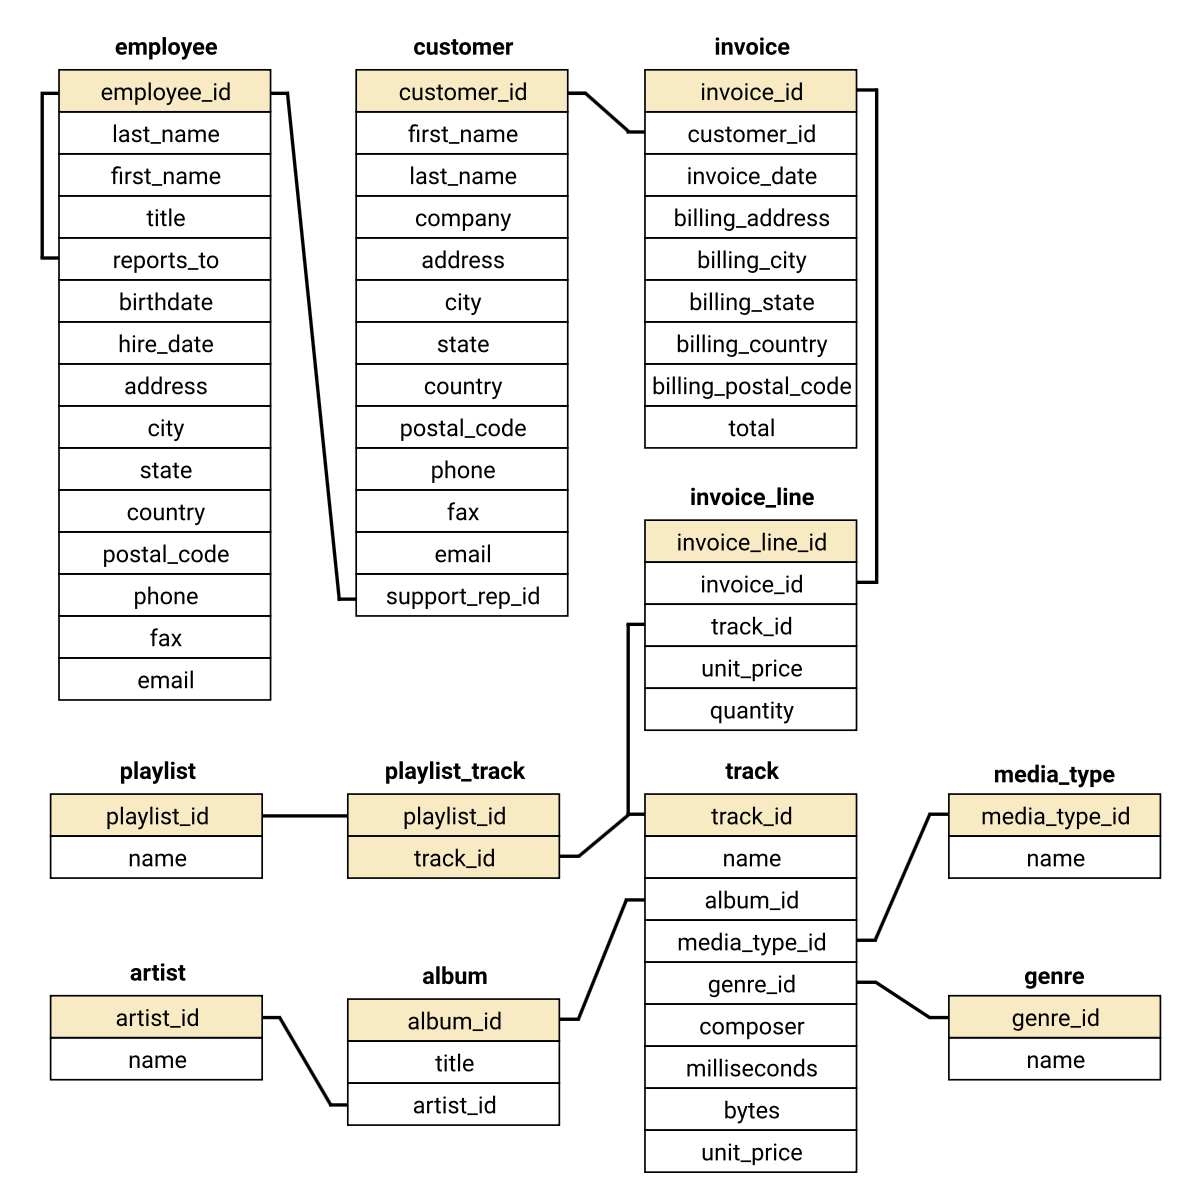 employee
employee_id
last_name
first_name
title
reports_to
birthdate
hire_date
address
city
state
country
postal_code
phone
fax
email
customer
customer_id
first_name
last_name
company
address
city
state
country
postal_code
phone
fax
email
support_rep_id
invoice
invoice_id
customer_id
invoice_date
billing_address
billing_city
billing_state
billing_country
billing_postal_code
total
invoice_line
invoice_line_id
invoice_id
track_id
unit_price
quantity
playlist
playlist_id
name
playlist_track
playlist_id
track_id
track
track_id
name
album_id
media_type_id
genre_id
composer
milliseconds
bytes
unit_price
media_type
media_type_id
name
artist
artist_id
name
album
album_id
title
artist_id
genre
genre_id
name